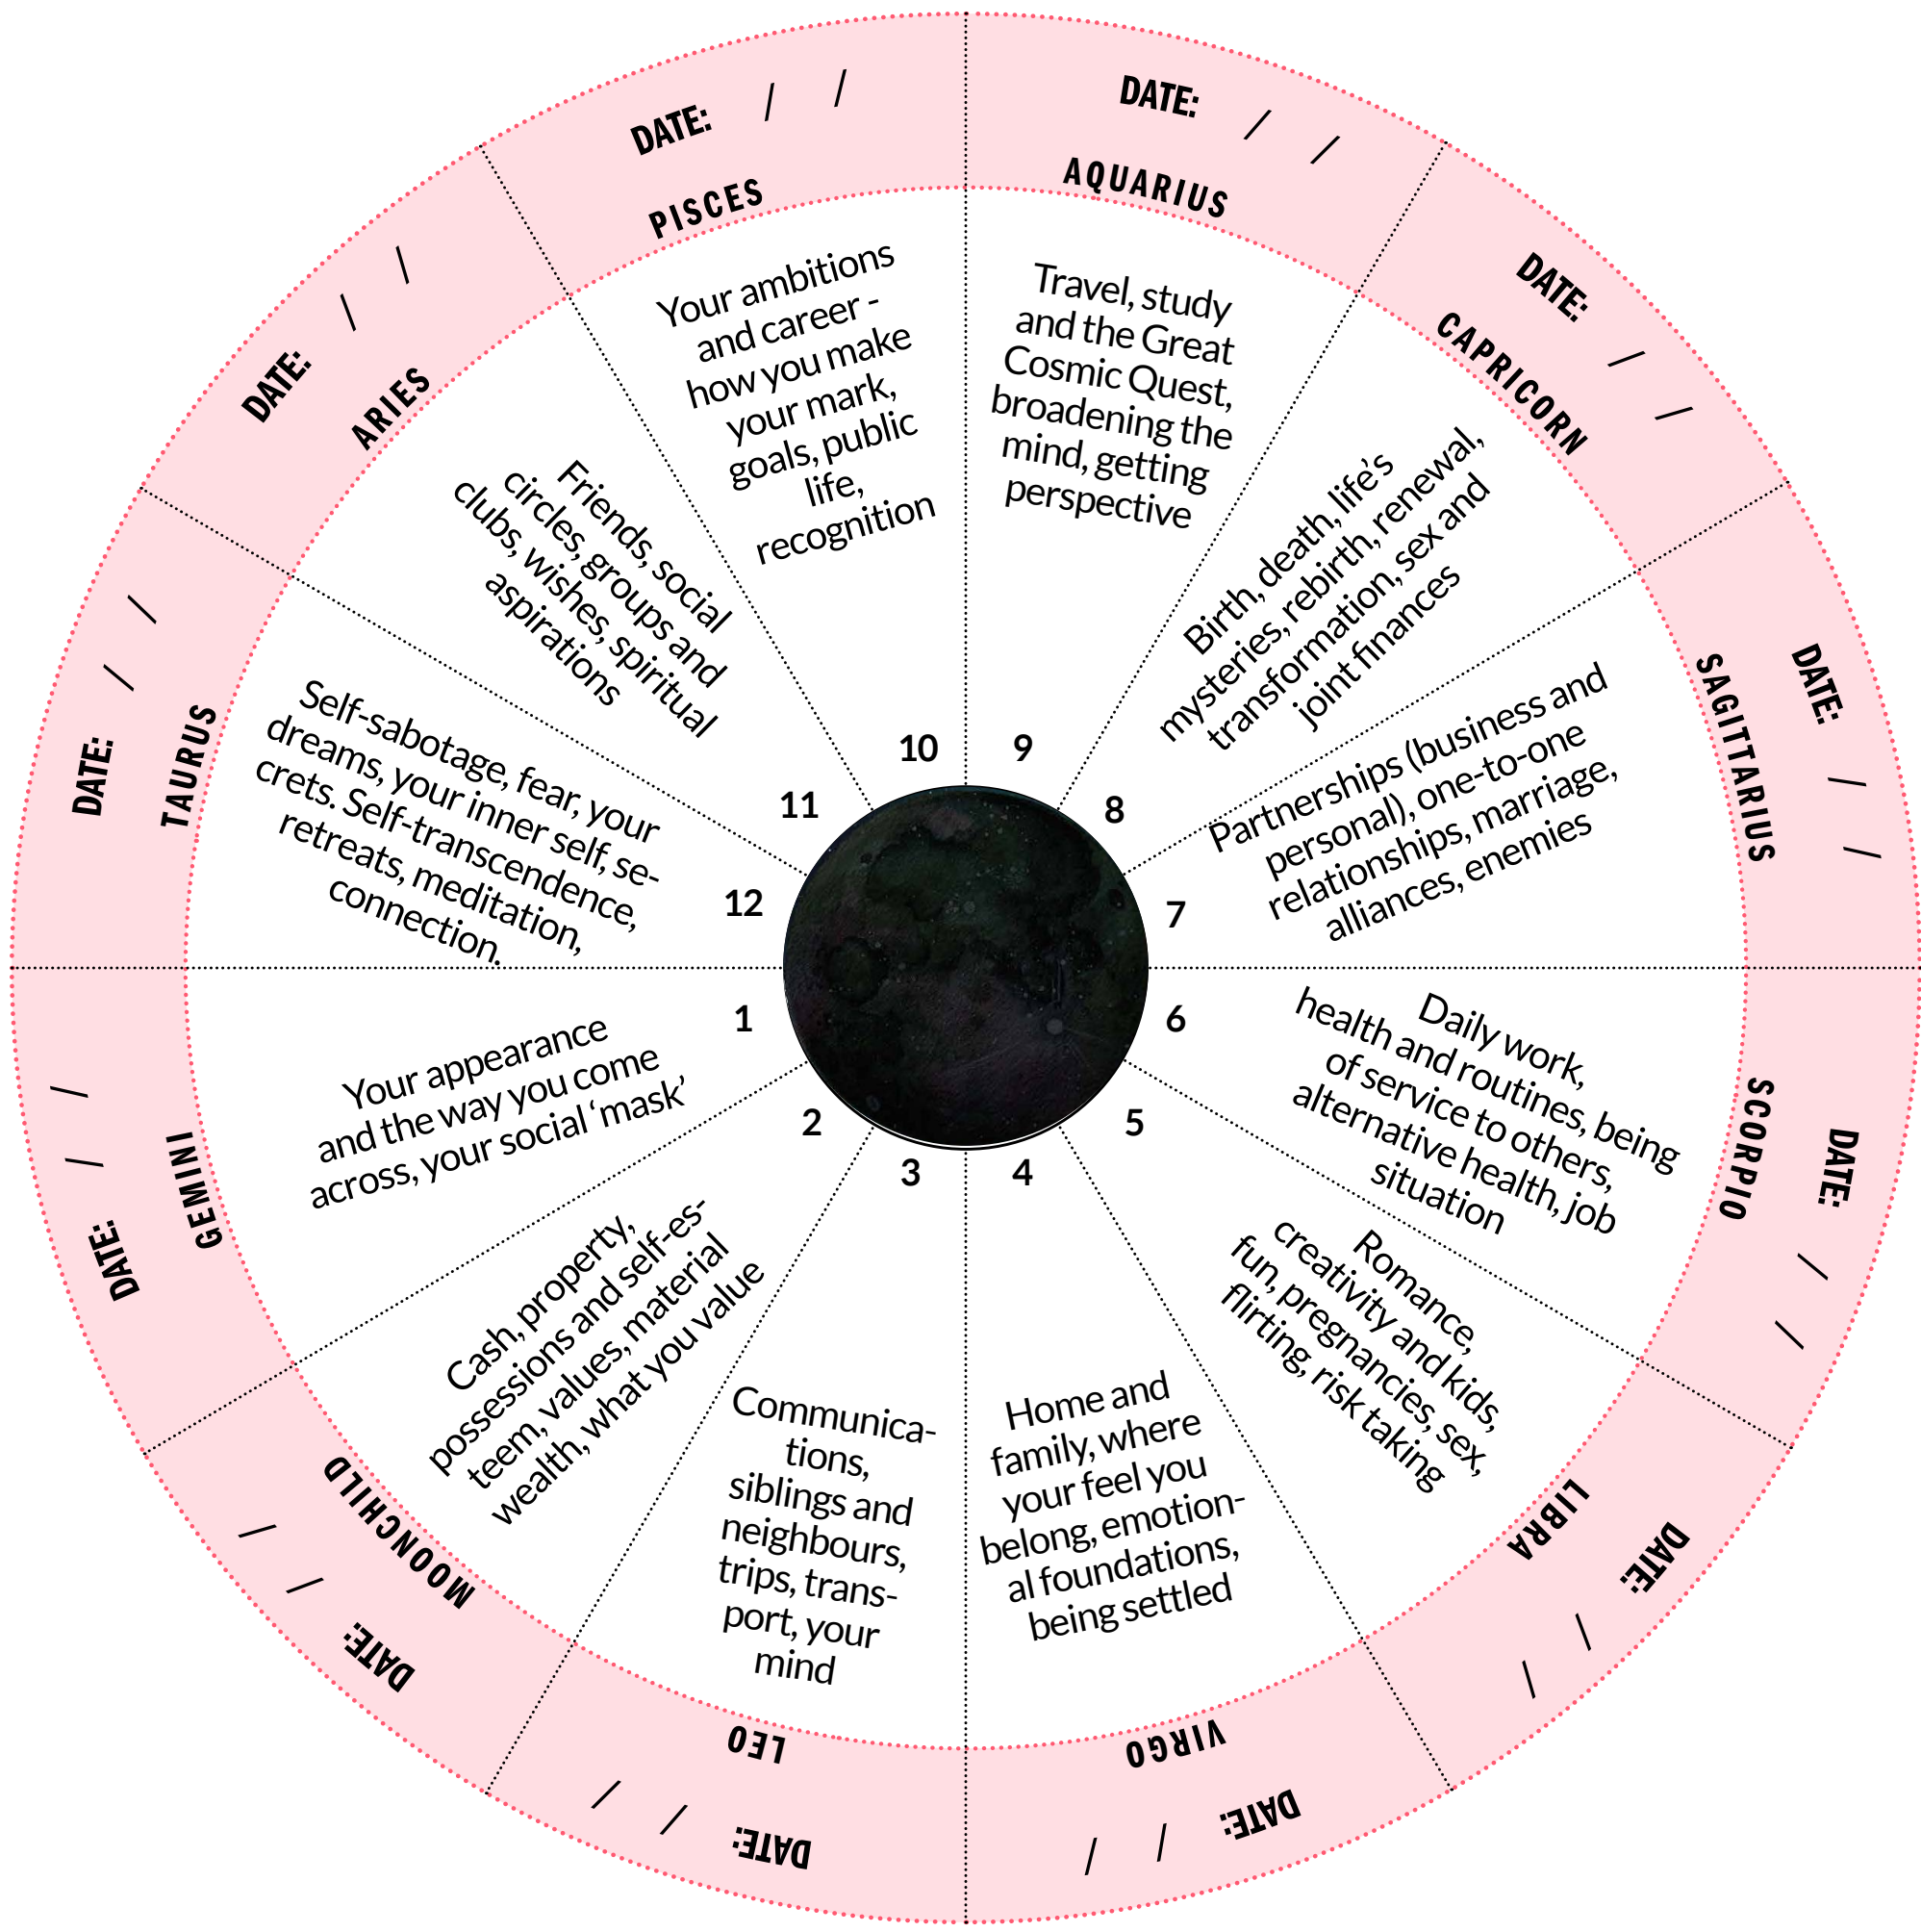 DATE: / /
GEMINI
1
Your appearance
and the way you come
across, your social ‘mask’
DATE: / /
MOONCHILD
2
Cash, property,
possessions and self-es-
teem, values, material
wealth, what you value
DATE: / /
LEO
3
Communica-
tions,
siblings and
neighbours,
trips, trans-
port, your
mind
DATE: / /
VIRGO
4
Home and
family, where
your feel you
belong, emotion-
al foundations,
being settled
DATE: / /
LIBRA
5
Romance,
creativity and kids,
fun, pregnancies, sex,
flirting, risk taking
DATE: / /
SCORPIO
6
Daily work,
health and routines, being
of service to others,
alternative health, job
situation
DATE: / /
SAGITTARIUS
7
Partnerships (business and
personal), one-to-one
relationships, marriage,
alliances, enemies
DATE: / /
CAPRICORN
8
Birth, death, life’s
mysteries, rebirth, renewal,
transformation, sex and
joint finances
DATE: / /
AQUARIUS
9
Travel, study
and the Great
Cosmic Quest,
broadening the
mind, getting
perspective
DATE: / /
PISCES
10
Your ambitions
and career -
how you make
your mark,
goals, public
life,
recognition
DATE: / /
ARIES
11
Friends, social
circles, groups and
clubs, wishes, spiritual
aspirations
DATE: / /
TAURUS
12
Self-sabotage, fear, your
dreams, your inner self, se-
crets. Self-transcendence,
retreats, meditation,
connection.